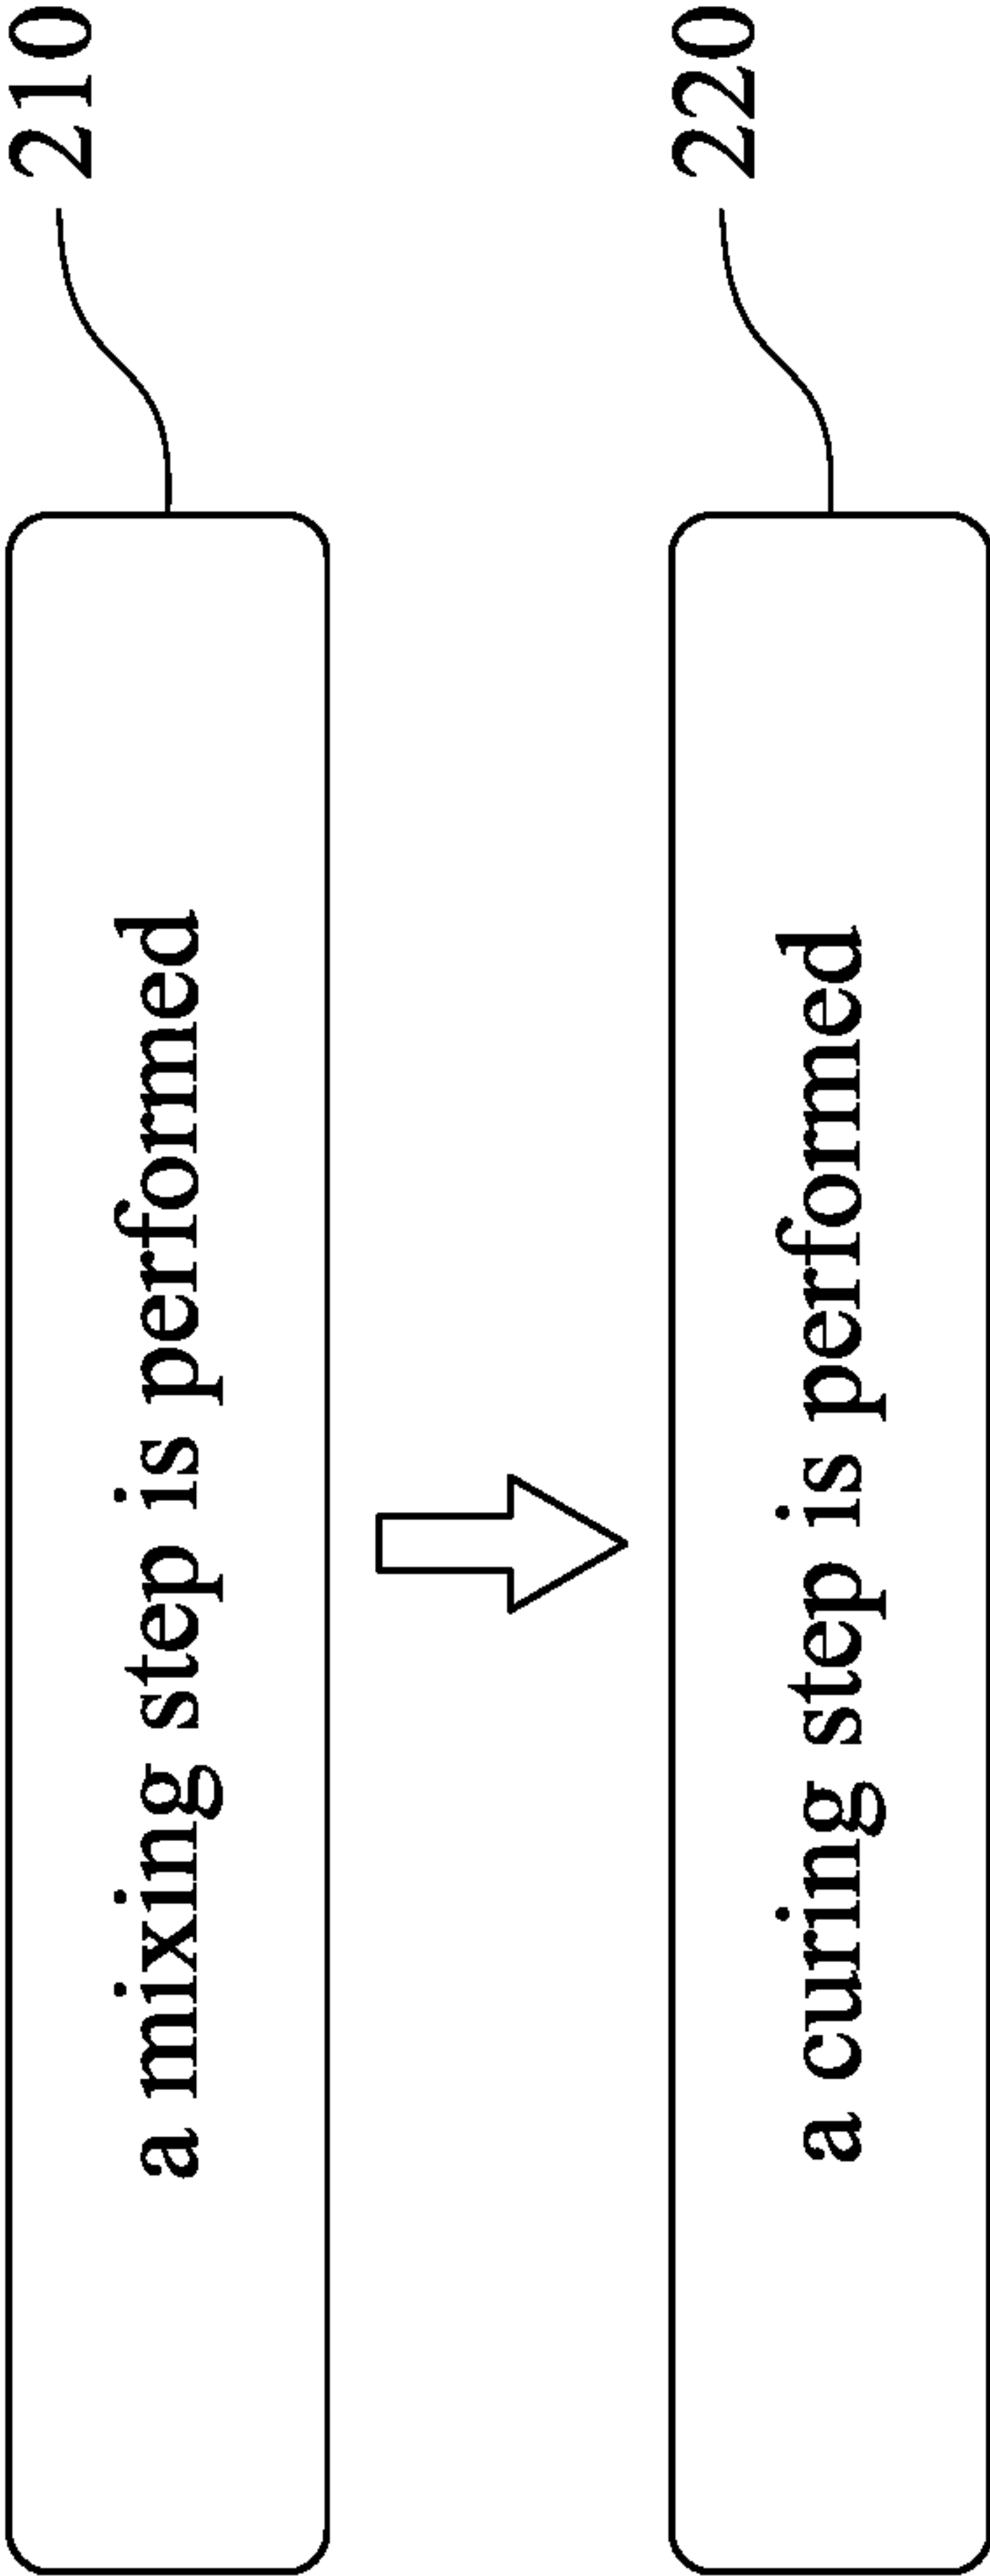 210
a mixing step is performed
220
a curing step is performed